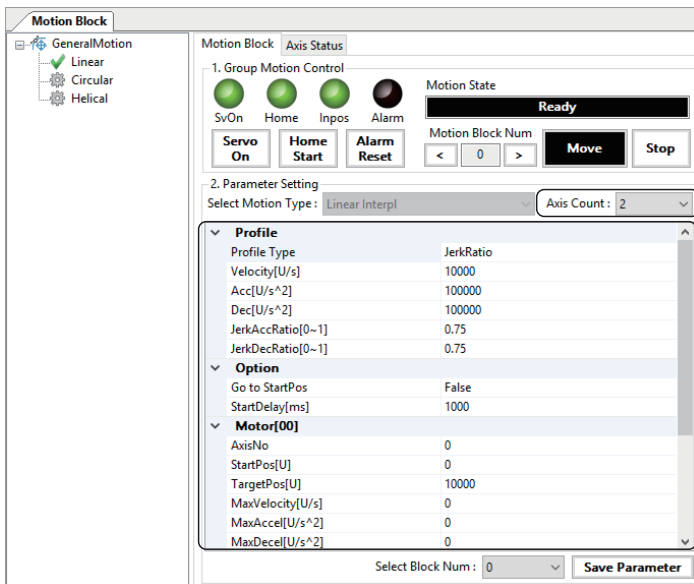 Motion Block
GeneralMotion
Linear
Circular
Helical
Motion Block Axis Status
1. Group Motion Control
SvOn Home Inpos Alarm
Motion State
Ready
Servo On Home Start Alarm Reset
Motion Block Num
< 0 > Move Stop
2. Parameter Setting
Select Motion Type : Linear Interpl Axis Count : 2
Profile
Profile Type JerkRatio
Velocity[U/s] 10000
Acc[U/s^2] 100000
Dec[U/s^2] 100000
JerkAccRatio[0~1] 0.75
JerkDecRatio[0~1] 0.75
Option
Go to StartPos False
StartDelay[ms] 1000
Motor[00]
AxisNo 0
StartPos[U] 0
TargetPos[U] 10000
MaxVelocity[U/s] 0
MaxAccel[U/s^2] 0
MaxDecel[U/s^2] 0
Select Block Num : 0 Save Parameter